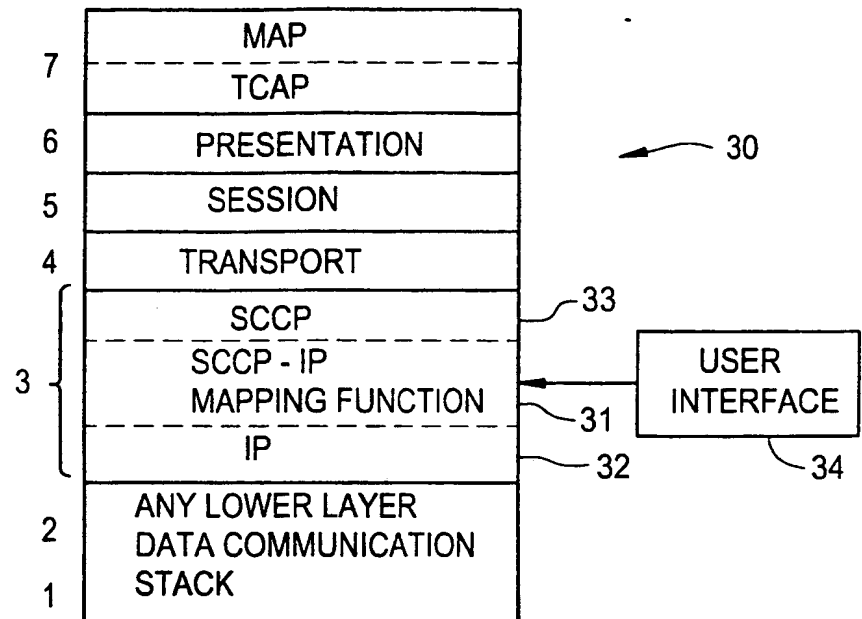 MAP
7
TCAP
6 PRESENTATION
30
5 SESSION
4 TRANSPORT
SCCP
33
3
SCCP - IP
MAPPING FUNCTION
31
USER
INTERFACE
34
IP
32
2
ANY LOWER LAYER
DATA COMMUNICATION
STACK
1